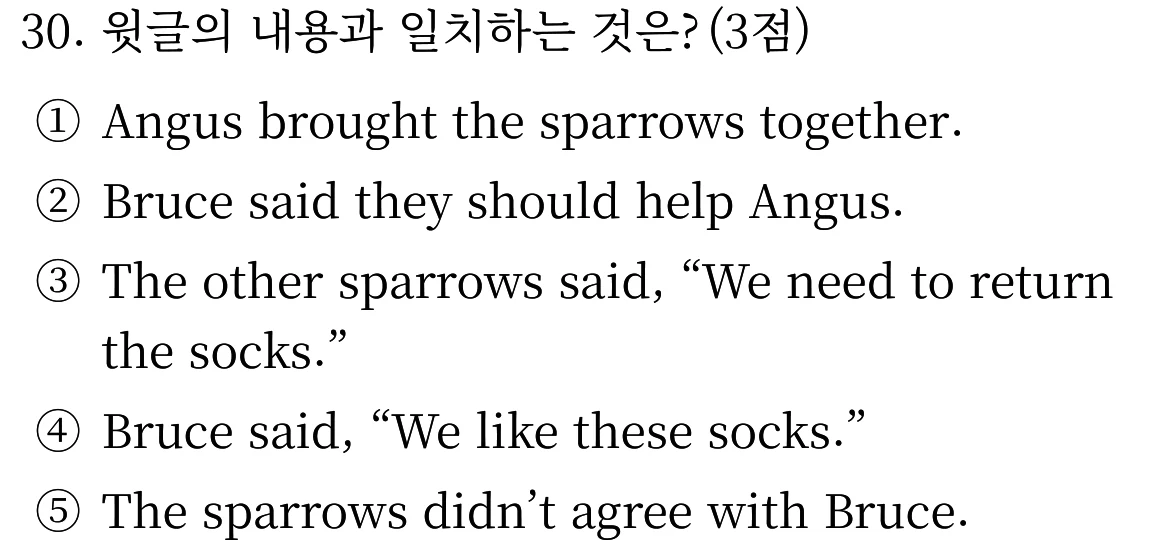 30. 윗글의 내용과 일치하는 것은? (3점)
① Angus brought the sparrows together.
② Bruce said they should help Angus.
③ The other sparrows said, “We need to return
the socks.”
④ Bruce said, “We like these socks.”
⑤ The sparrows didn’t agree with Bruce.